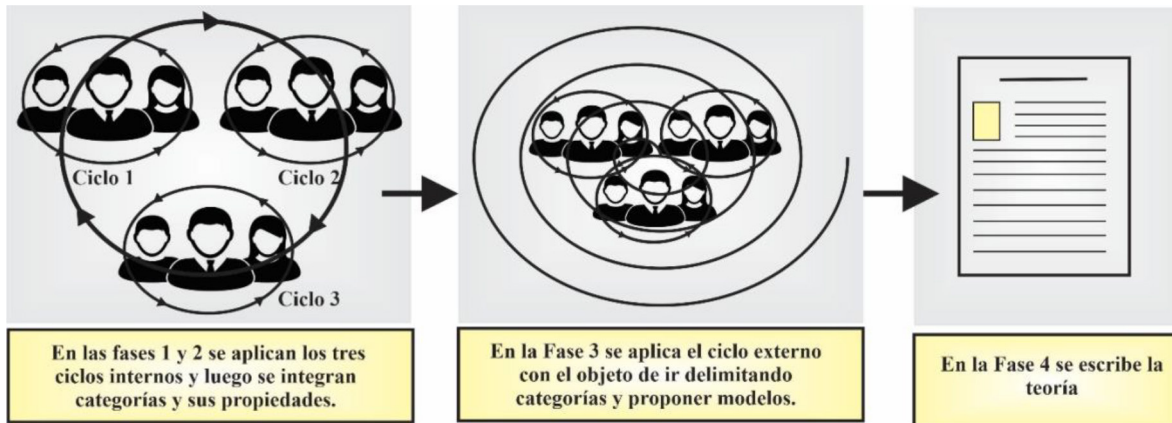 Ciclo 1
Ciclo 2
Ciclo 3
En las fases 1 y 2 se aplican los tres
ciclos internos y luego se integran
categorías y sus propiedades.
En la Fase 3 se aplica el ciclo externo
con el objeto de ir delimitando
categorías y proponer modelos.
En la Fase 4 se escribe la
teoría